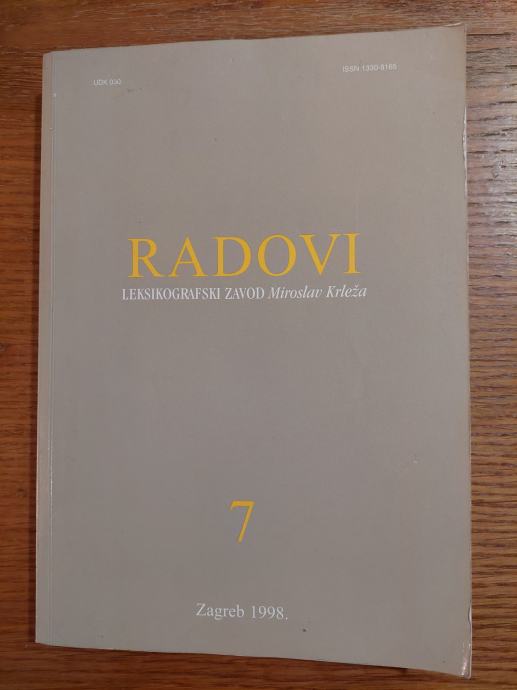 UDK 030
ISSN 1330-8165
RADOVI
LEKSIKOGRAFSKI ZAVOD Miroslav Krleža
7
Zagreb 1998.